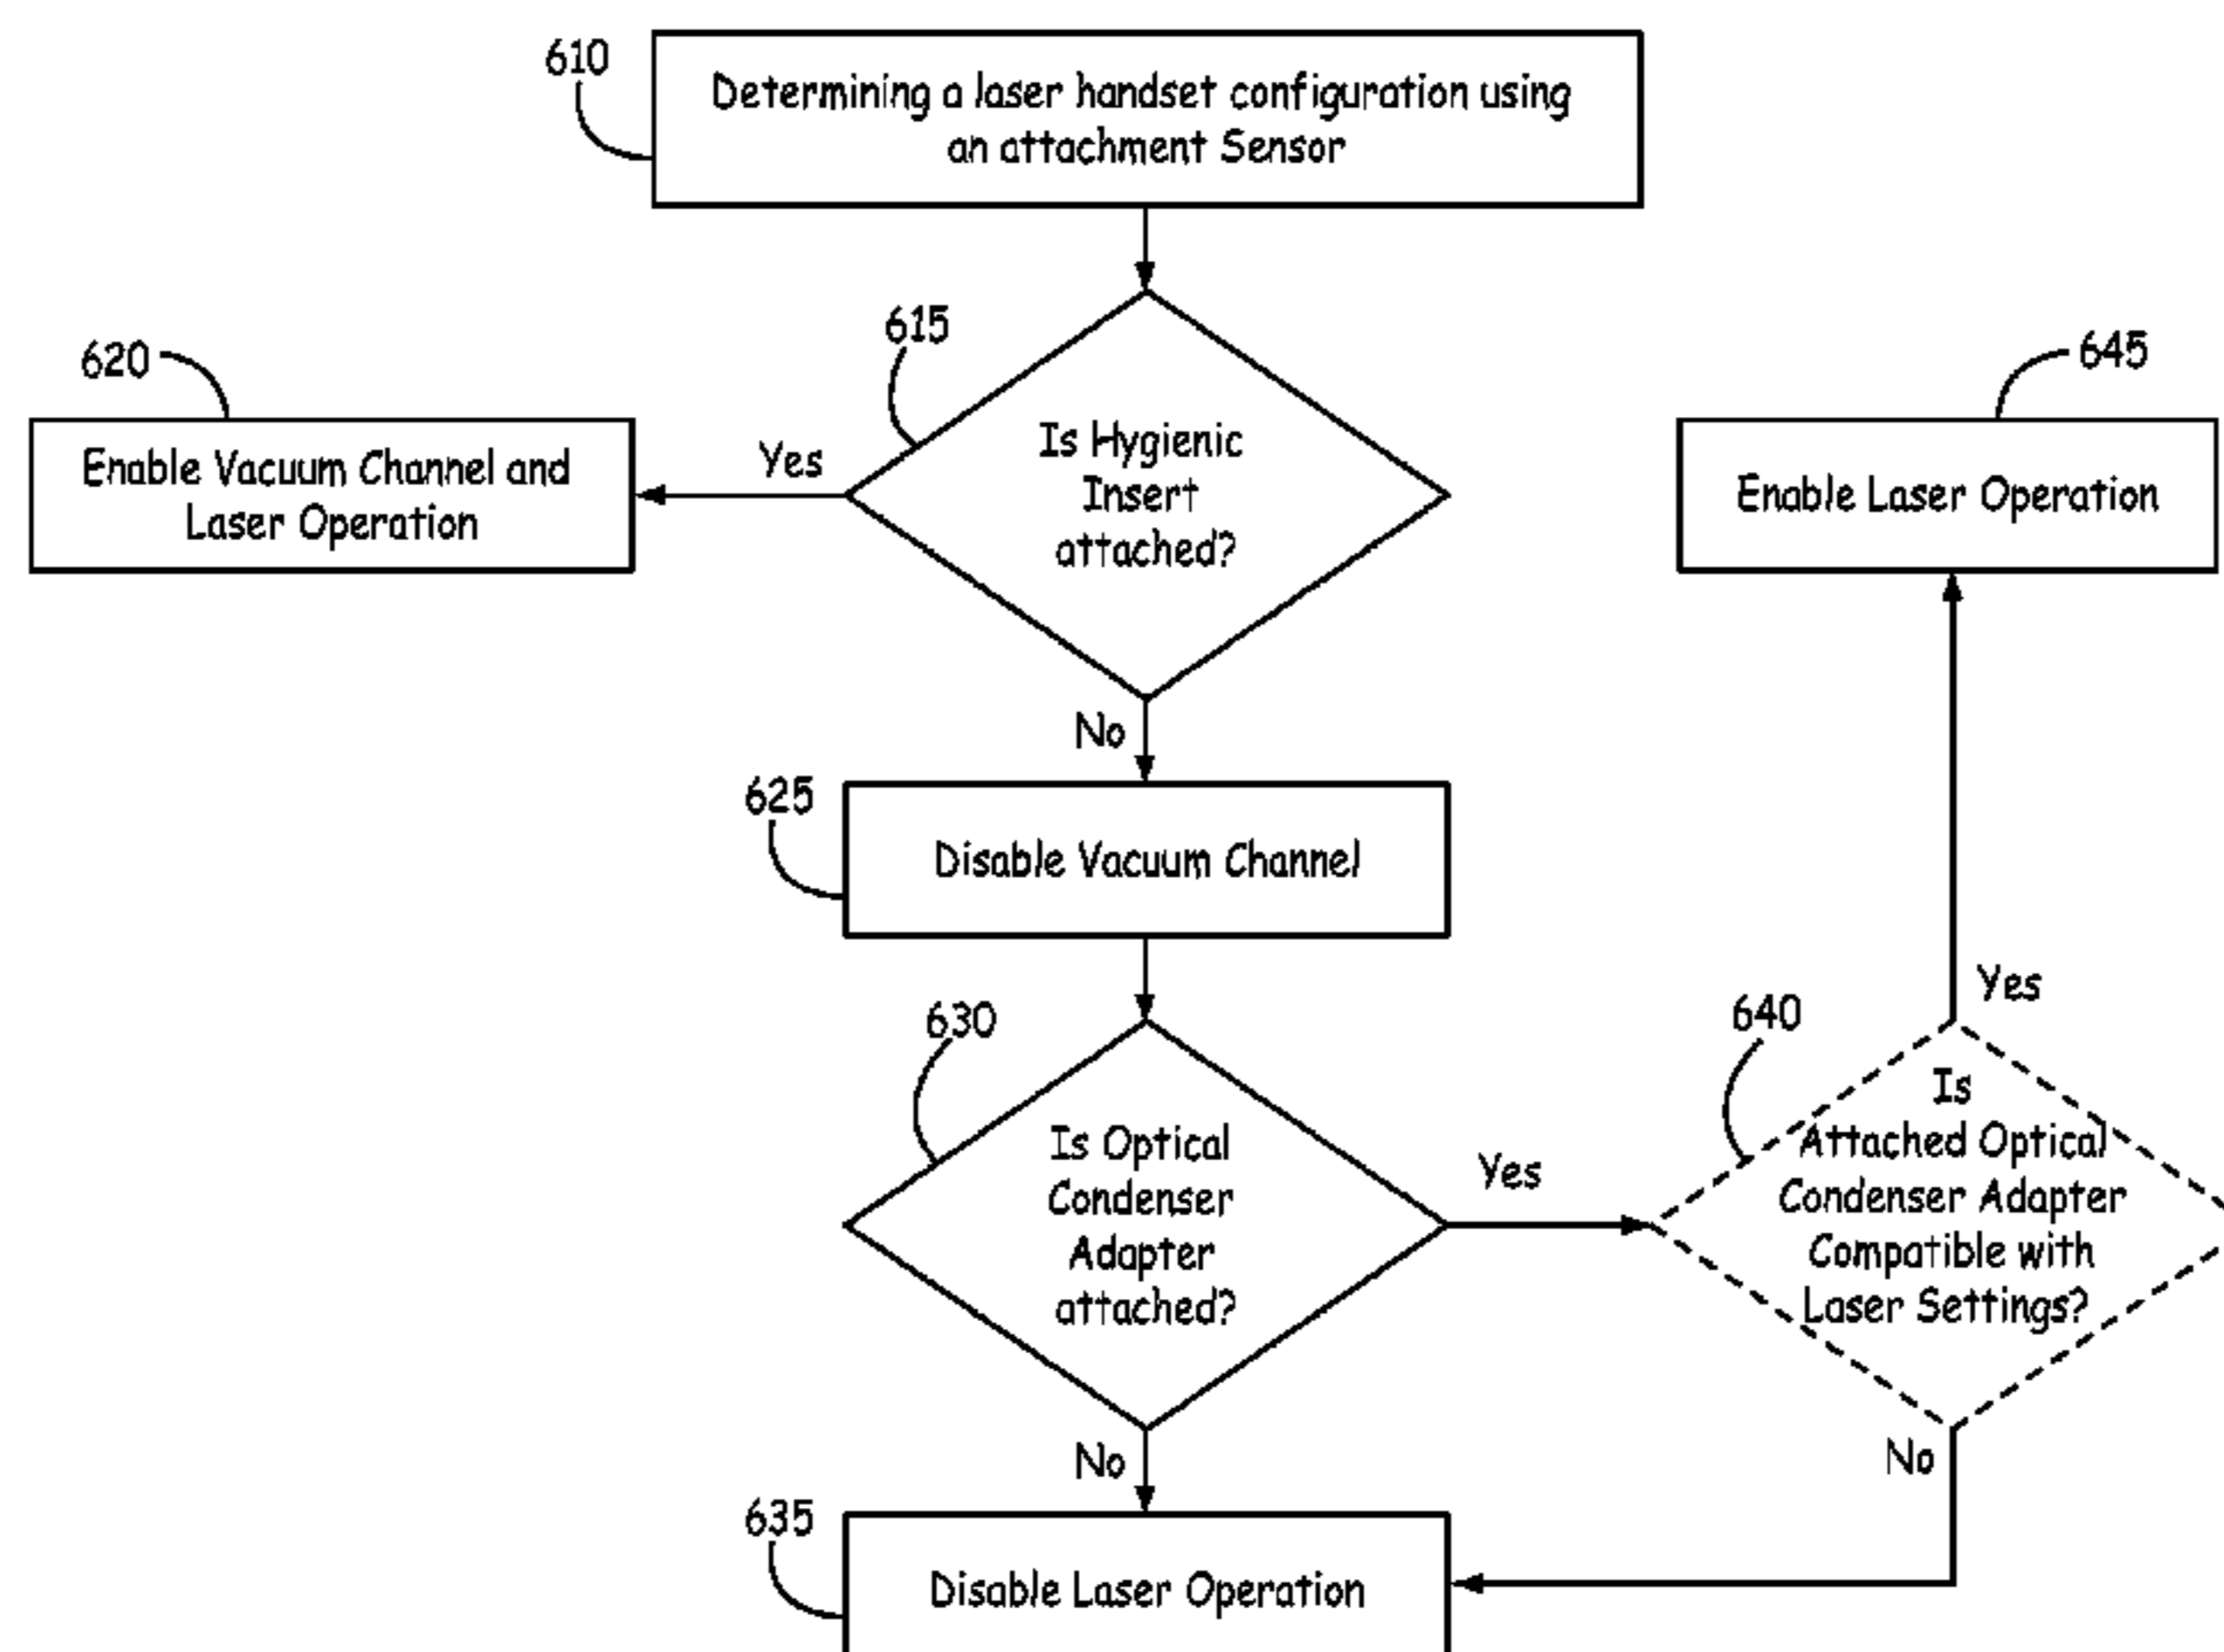 610
Determining a laser handset configuration using
an attachment Sensor
615
620
645
Is Hygienic
Insert
attached?
Yes
Enable Vacuum Channel and
Laser Operation
Enable Laser Operation
No
625
Disable Vacuum Channel
630
Is Optical
Condenser
Adapter
attached?
Yes
640
Yes
Is
Attached Optical
Condenser Adapter
Compatible with
Laser Settings?
No
No
635
Disable Laser Operation